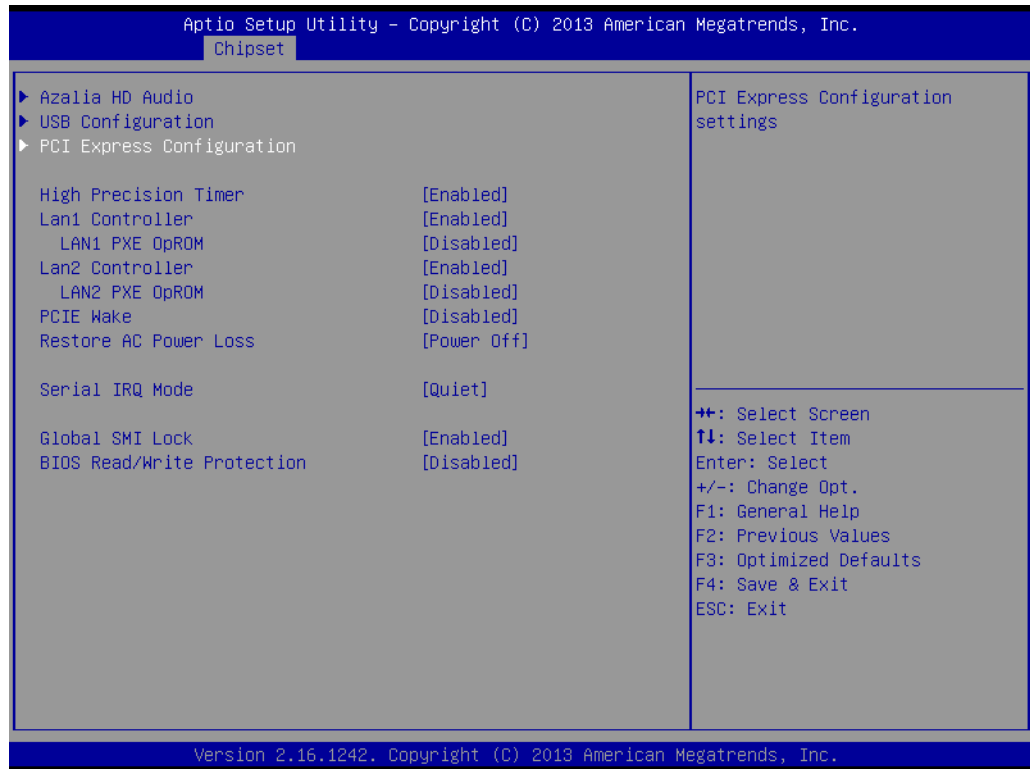 Aptio Setup Utility – Copyright (C) 2013 American Megatrends, Inc.
Chipset
▶ Azalia HD Audio
▶ USB Configuration
▶ PCI Express Configuration
High Precision Timer [Enabled]
Lan1 Controller [Enabled]
LAN1 PXE OpROM [Disabled]
Lan2 Controller [Enabled]
LAN2 PXE OpROM [Disabled]
PCIE Wake [Disabled]
Restore AC Power Loss [Power Off]
Serial IRQ Mode [Quiet]
Global SMI Lock [Enabled]
BIOS Read/Write Protection [Disabled]
PCI Express Configuration
settings
→←: Select Screen
↑↓: Select Item
Enter: Select
+/-: Change Opt.
F1: General Help
F2: Previous Values
F3: Optimized Defaults
F4: Save & Exit
ESC: Exit
Version 2.16.1242. Copyright (C) 2013 American Megatrends, Inc.